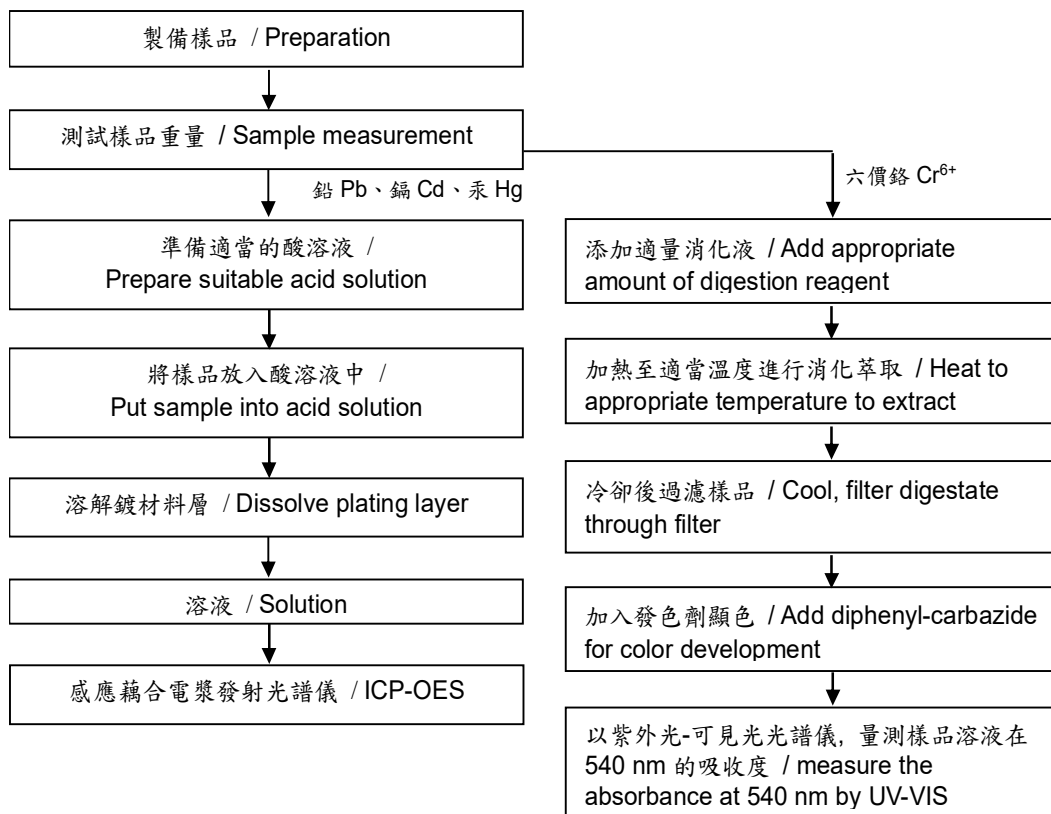 製備樣品 / Preparation
測試樣品重量 / Sample measurement
鉛 Pb、鎘 Cd、汞 Hg
準備適當的酸溶液 /
Prepare suitable acid solution
將樣品放入酸溶液中 /
Put sample into acid solution
溶解鍍材料層 / Dissolve plating layer
溶液 / Solution
感應藕合電漿發射光譜儀 / ICP-OES
六價鉻 Cr⁶⁺
添加適量消化液 / Add appropriate
amount of digestion reagent
加熱至適當溫度進行消化萃取 / Heat to
appropriate temperature to extract
冷卻後過濾樣品 / Cool, filter digestate
through filter
加入發色劑顯色 / Add diphenyl-carbazide
for color development
以紫外光-可見光光譜儀, 量測樣品溶液在
540 nm 的吸收度 / measure the
absorbance at 540 nm by UV-VIS